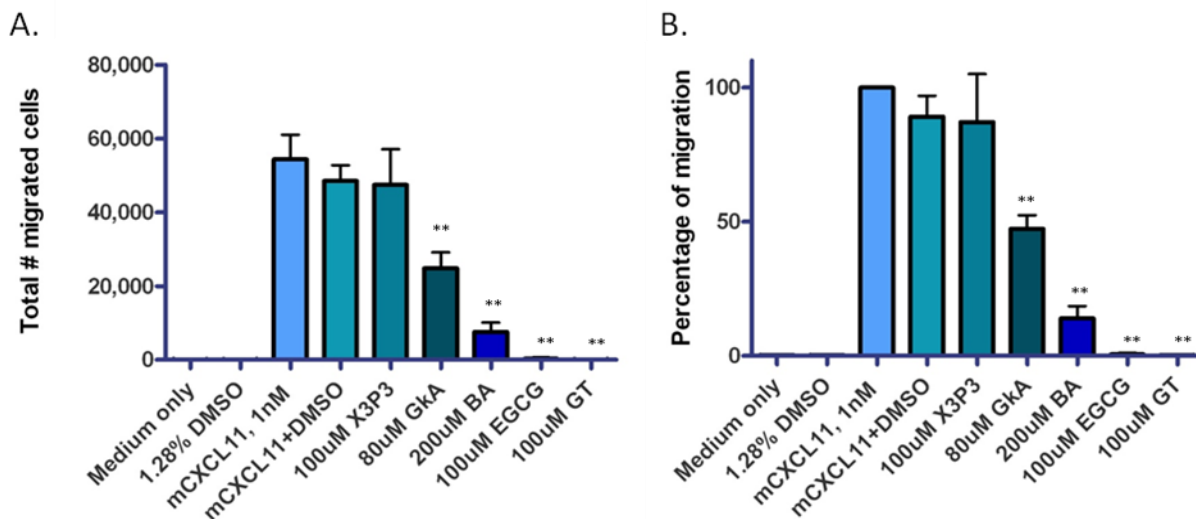 A.
Total # migrated cells
80,000
60,000
40,000
20,000
0
**
**
**
**
Medium only
1.28% DMSO
mCXCL11, 1nM
mCXCL11+DMSO
100uM X3P3
80uM GkA
200uM BA
100uM EGCG
100uM GT
B.
Percentage of migration
100
50
0
**
**
**
**
Medium only
1.28% DMSO
mCXCL11, 1nM
mCXCL11+DMSO
100uM X3P3
80uM GkA
200uM BA
100uM EGCG
100uM GT